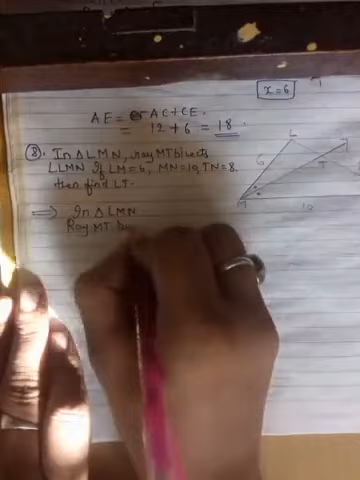 x=6
AE = AC+CE.
= 12+6 = 18.
⑧. In △LMN, ray MT bisects
∠LMN If LM=6, MN=10, TN=8.
then find LT.
L
6
T
M
10
⇒ In △LMN
Ray MT b